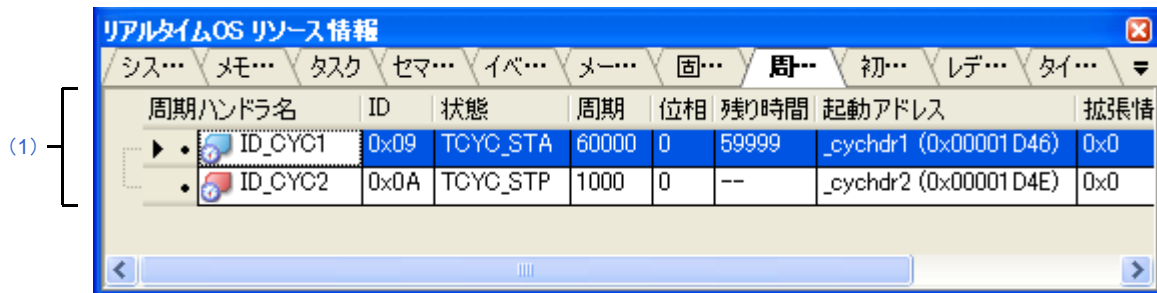 リアルタイムOS リソース情報
シス… メモ… タスク セマ… イベ… メー… 固… 周… 初… レデ… タイ…
(1)
周期ハンドラ名 ID 状態 周期 位相 残り時間 起動アドレス 拡張情
ID_CYC1 0x09 TCYC_STA 60000 0 59999 _cychdr1 (0x00001D46) 0x0
ID_CYC2 0x0A TCYC_STP 1000 0 -- _cychdr2 (0x00001D4E) 0x0